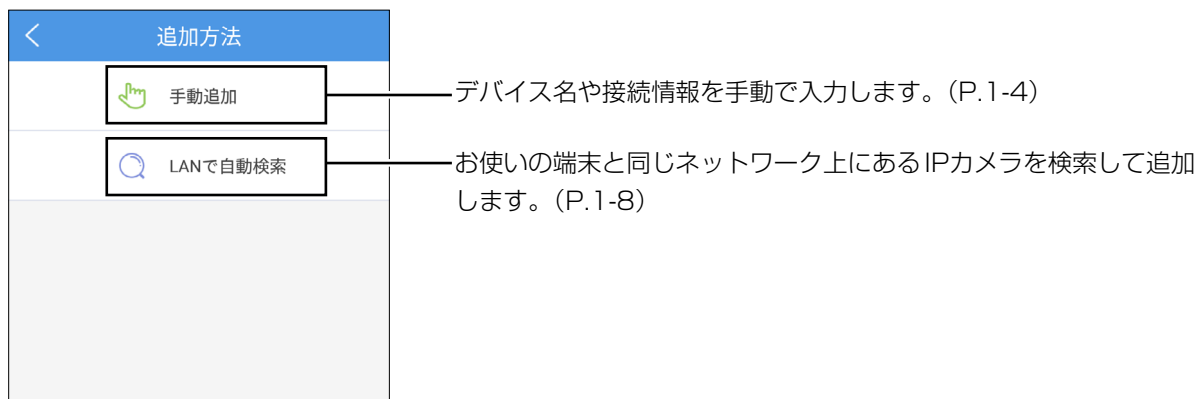 追加方法
手動追加
デバイス名や接続情報を手動で入力します。（P.1-4）
LANで自動検索
お使いの端末と同じネットワーク上にあるIPカメラを検索して追加
します。（P.1-8）